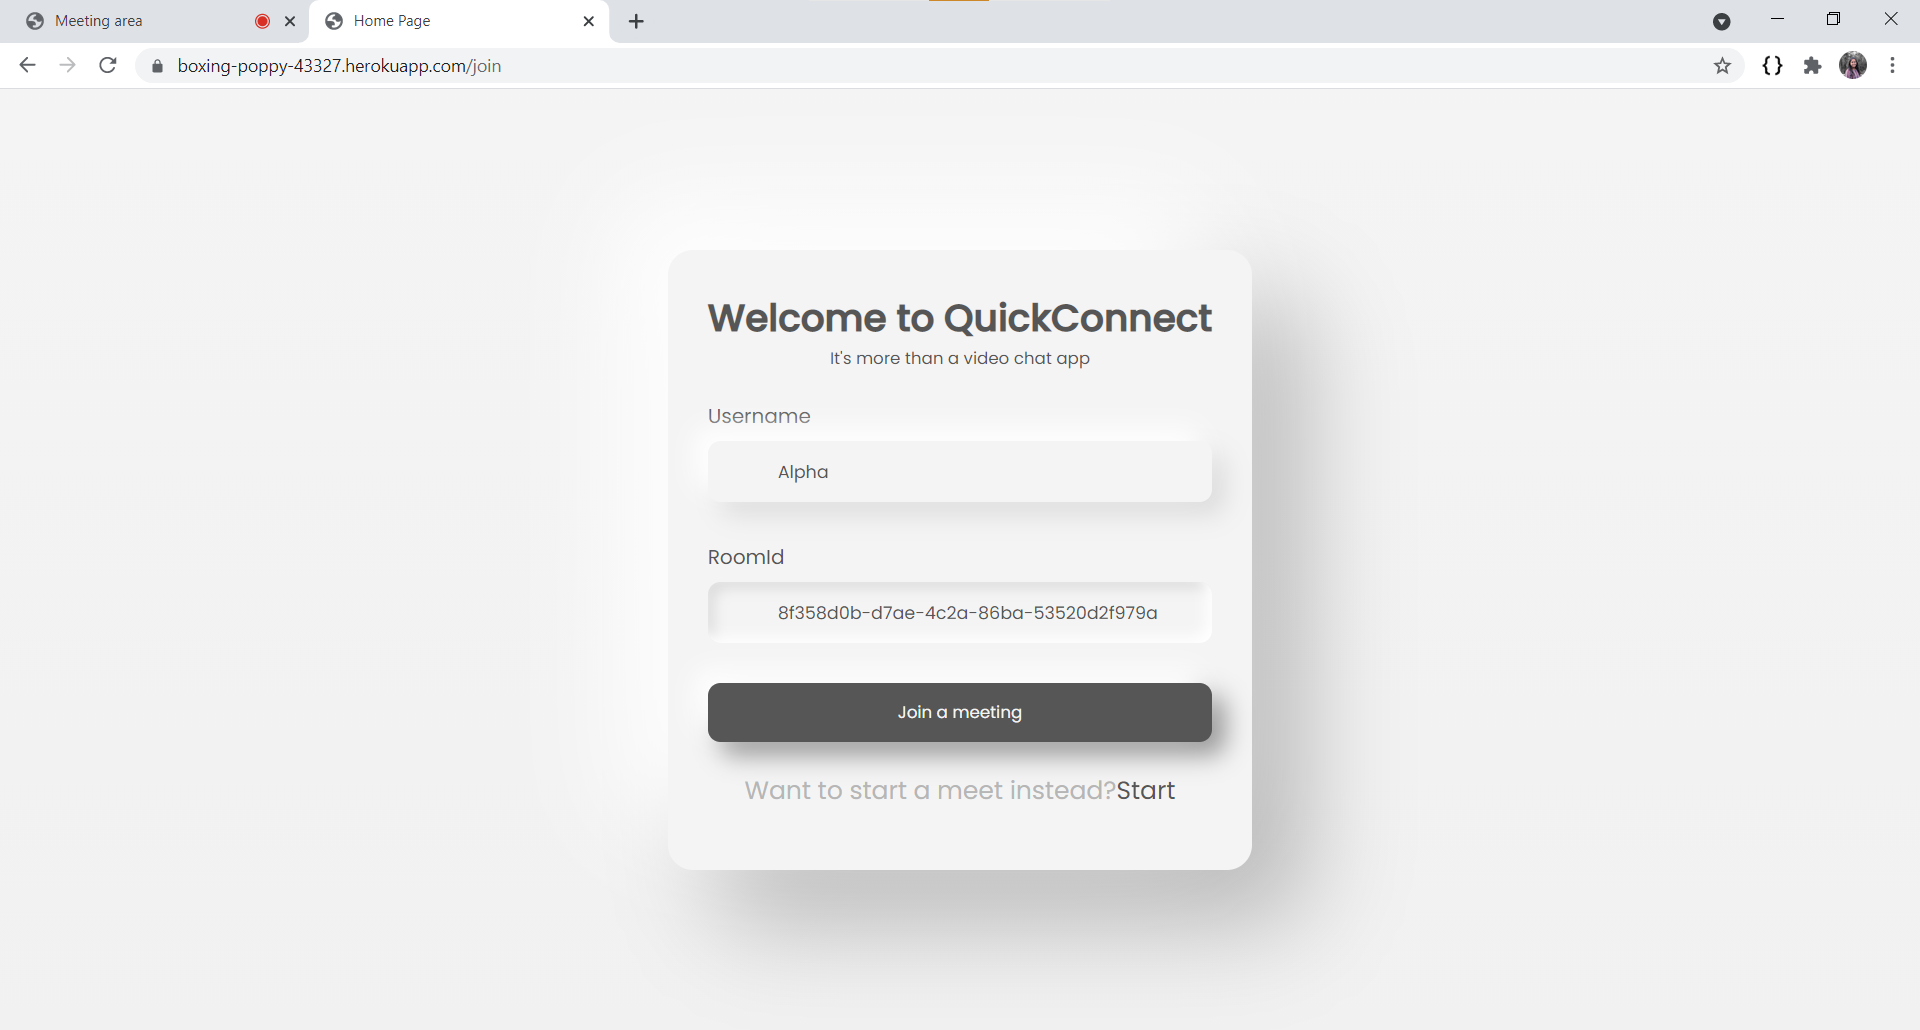 Meeting area
Home Page
boxing-poppy-43327.herokuapp.com/join
Welcome to QuickConnect
It's more than a video chat app
Username
Alpha
RoomId
8f358d0b-d7ae-4c2a-86ba-53520d2f979a
Join a meeting
Want to start a meet instead?Start